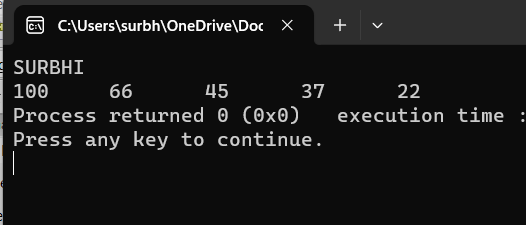 C:\Users\surbh\OneDrive\Doc
SURBHI
100 66 45 37 22
Process returned 0 (0x0) execution time :
Press any key to continue.